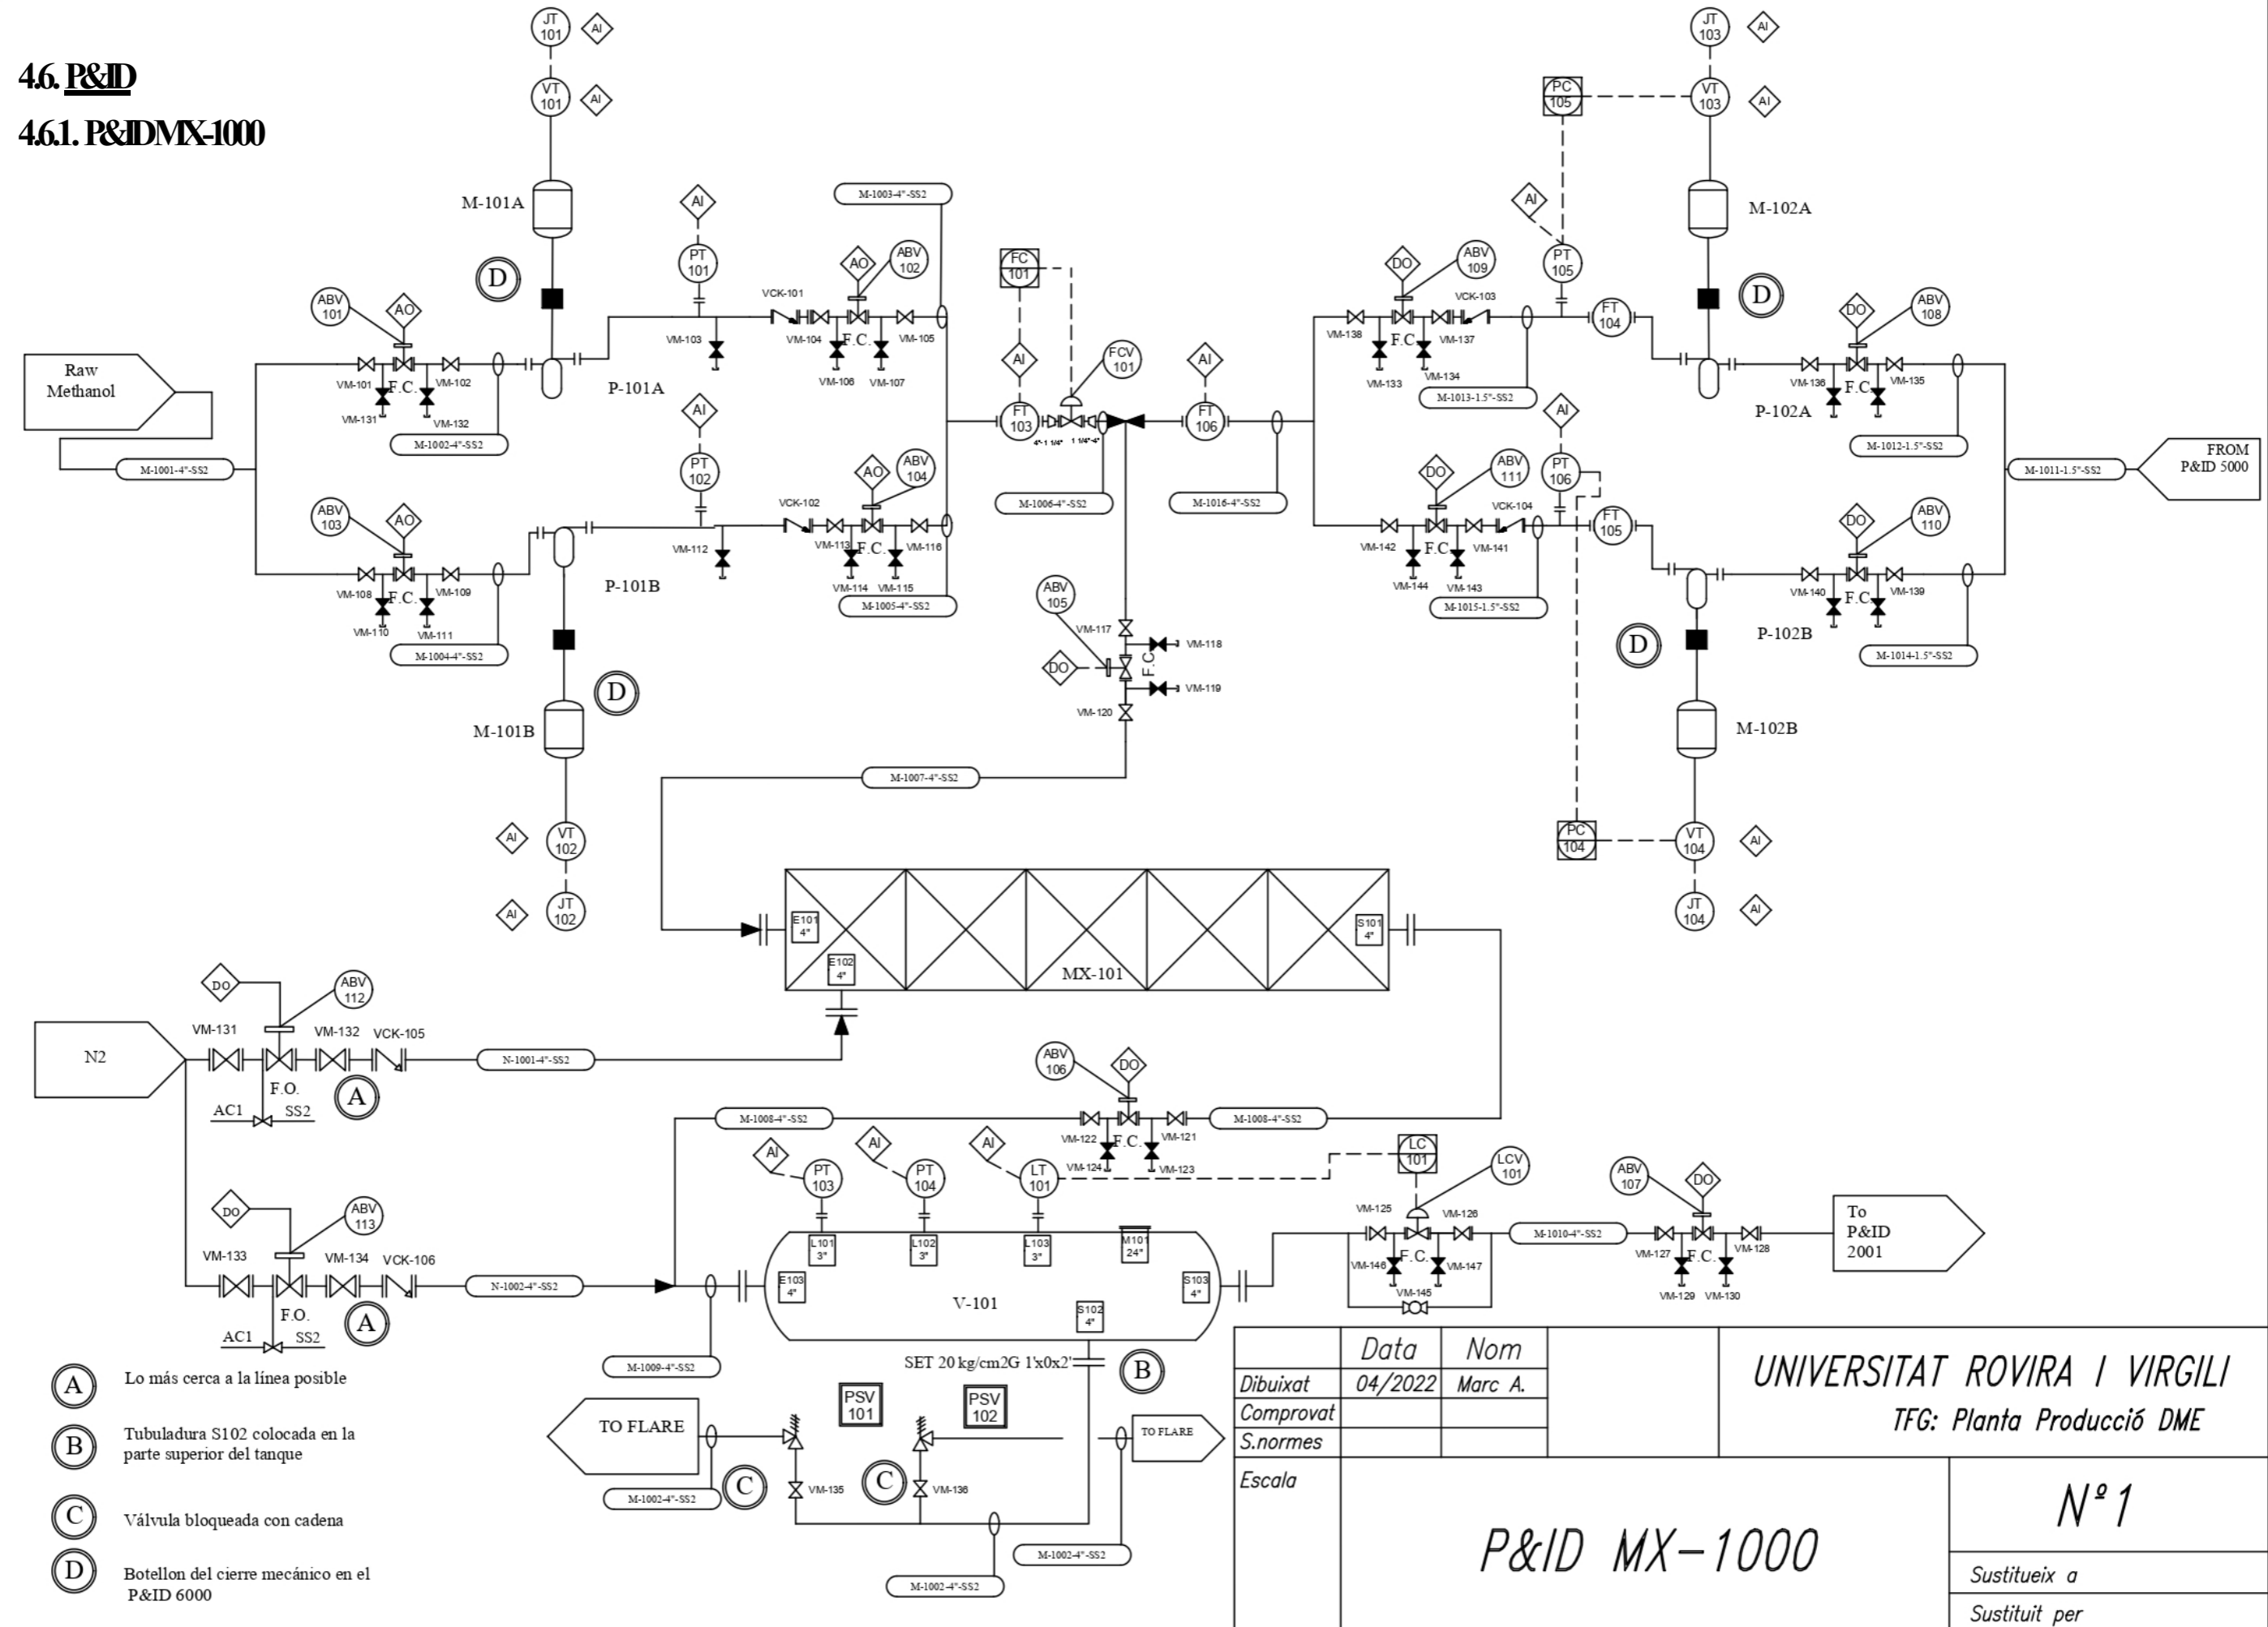 4.6. P&ID
4.6.1. P&IDMX-1000
JT
101
AI
VT
101
AI
M-101A
D
JT
103
AI
PC
105
VT
103
AI
M-102A
D
AI
PT
101
M-1003-4"-SS2
AO
ABV
102
VCK-101
VM-103
VM-104
F.C.
VM-105
VM-106
VM-107
ABV
101
AO
VM-101
F.C.
VM-102
VM-131
VM-132
M-1002-4"-SS2
P-101A
Raw
Methanol
M-1001-4"-SS2
FC
101
AI
FT
103
FCV
101
4"-1 1/4"
1 1/4"-4"
M-1006-4"-SS2
AI
FT
106
M-1016-4"-SS2
DO
ABV
109
VCK-103
VM-138
F.C.
VM-137
VM-133
VM-134
M-1013-1.5"-SS2
AI
PT
105
FT
104
DO
ABV
108
VM-136
F.C.
VM-135
P-102A
M-1012-1.5"-SS2
FROM
P&ID 5000
M-1011-1.5"-SS2
AI
PT
102
VCK-102
AO
ABV
104
VM-112
VM-113
F.C.
VM-116
VM-114
VM-115
M-1005-4"-SS2
ABV
103
AO
VM-108
F.C.
VM-109
VM-110
VM-111
M-1004-4"-SS2
P-101B
D
M-101B
AI
VT
102
AI
JT
102
ABV
105
VM-117
VM-118
DO
F.C
VM-119
VM-120
M-1007-4"-SS2
DO
ABV
111
AI
PT
106
VCK-104
VM-142
F.C
VM-141
VM-144
VM-143
M-1015-1.5"-SS2
FT
105
DO
ABV
110
VM-140
F.C.
VM-139
P-102B
M-1014-1.5"-SS2
D
M-102B
PC
104
VT
104
AI
JT
104
AI
E101
4"
E102
4"
MX-101
S101
4"
N2
DO
ABV
112
VM-131
VM-132
VCK-105
F.O.
A
AC1
SS2
N-1001-4"-SS2
DO
ABV
113
VM-133
VM-134
VCK-106
F.O.
A
AC1
SS2
N-1002-4"-SS2
M-1008-4"-SS2
ABV
106
DO
VM-122
F.C.
VM-121
VM-124
VM-123
M-1008-4"-SS2
AI
PT
103
AI
PT
104
AI
LT
101
LC
101
LCV
101
L101
3"
L102
3"
L103
3"
M101
24"
E103
4"
V-101
S102
4"
S103
4"
VM-125
VM-126
F.C.
VM-146
VM-147
VM-145
M-1010-4"-SS2
ABV
107
DO
VM-127
F.C.
VM-128
VM-129
VM-130
To
P&ID
2001
M-1009-4"-SS2
SET 20 kg/cm2G 1'x0x2'
B
TO FLARE
PSV
101
PSV
102
TO FLARE
M-1002-4"-SS2
C
VM-135
C
VM-136
M-1002-4"-SS2
M-1002-4"-SS2
A
Lo más cerca a la línea posible
B
Tubuladura S102 colocada en la
parte superior del tanque
C
Válvula bloqueada con cadena
D
Botellon del cierre mecánico en el
P&ID 6000
Data
Nom
Dibuixat
04/2022
Marc A.
Comprovat
S.normes
UNIVERSITAT ROVIRA I VIRGILI
TFG: Planta Producció DME
Escala
P&ID MX-1000
Nº1
Sustitueix a
Sustituit per